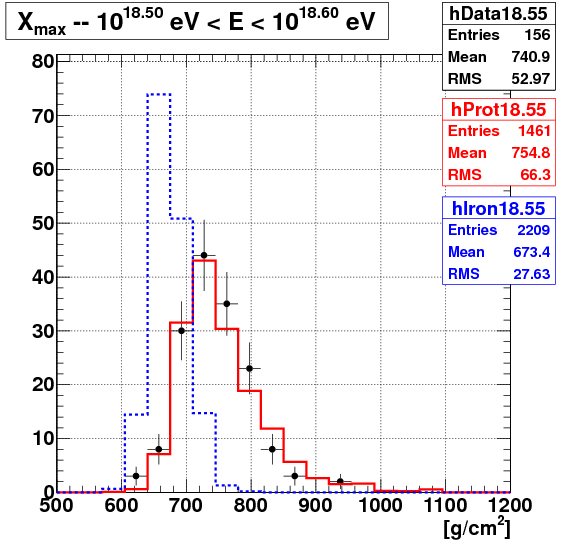 X_max -- 10^18.50 eV < E < 10^18.60 eV
hData18.55
Entries 156
Mean 740.9
RMS 52.97
hProt18.55
Entries 1461
Mean 754.8
RMS 66.3
hIron18.55
Entries 2209
Mean 673.4
RMS 27.63
80
70
60
50
40
30
20
10
0
500 600 700 800 900 1000 1100 1200
[g/cm^2]